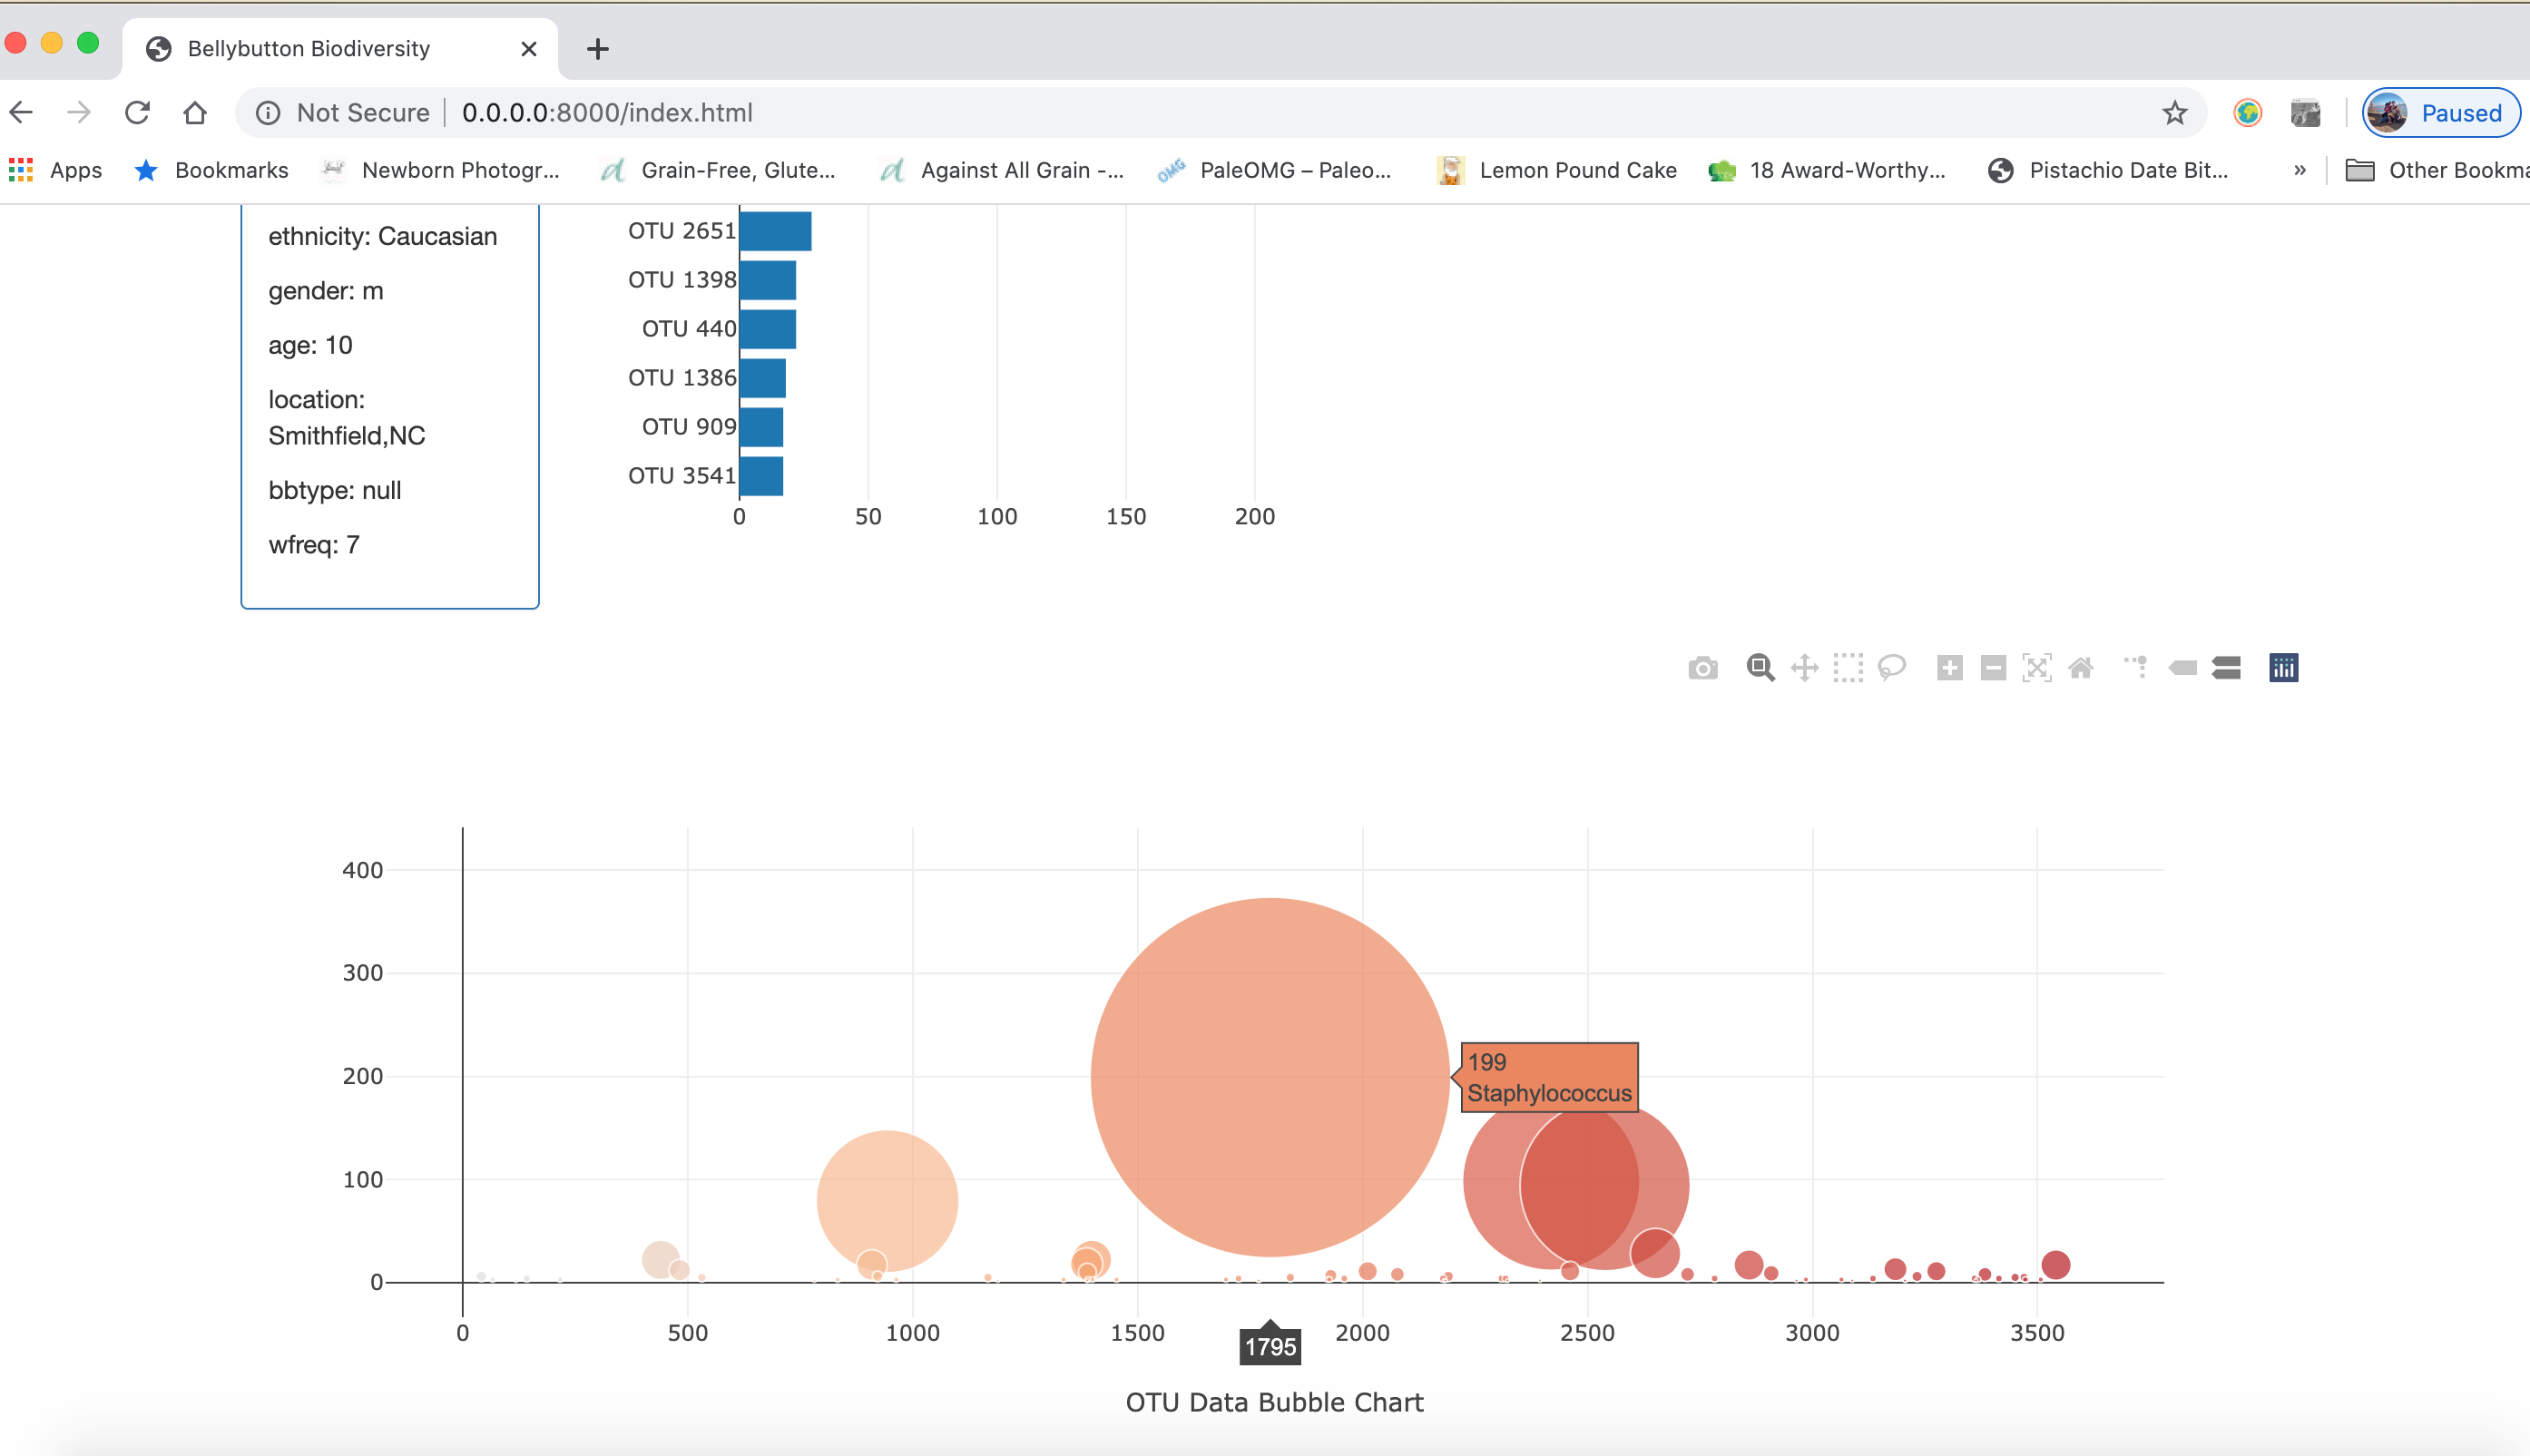 Bellybutton Biodiversity
Not Secure 0.0.0.0:8000/index.html
Paused
Apps Bookmarks Newborn Photogr... Grain-Free, Glute... Against All Grain -... PaleOMG – Paleo... Lemon Pound Cake 18 Award-Worthy... Pistachio Date Bit... » Other Bookma
ethnicity: Caucasian
gender: m
age: 10
location:
Smithfield,NC
bbtype: null
wfreq: 7
OTU 2651
OTU 1398
OTU 440
OTU 1386
OTU 909
OTU 3541
0 50 100 150 200
400
300
200
100
0
199
Staphylococcus
0 500 1000 1500 2000 2500 3000 3500
1795
OTU Data Bubble Chart